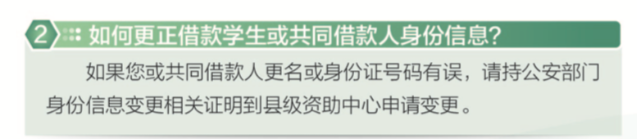 2 如何更正借款学生或共同借款人身份信息?
如果您或共同借款人更名或身份证号码有误，请持公安部门
身份信息变更相关证明到县级资助中心申请变更。